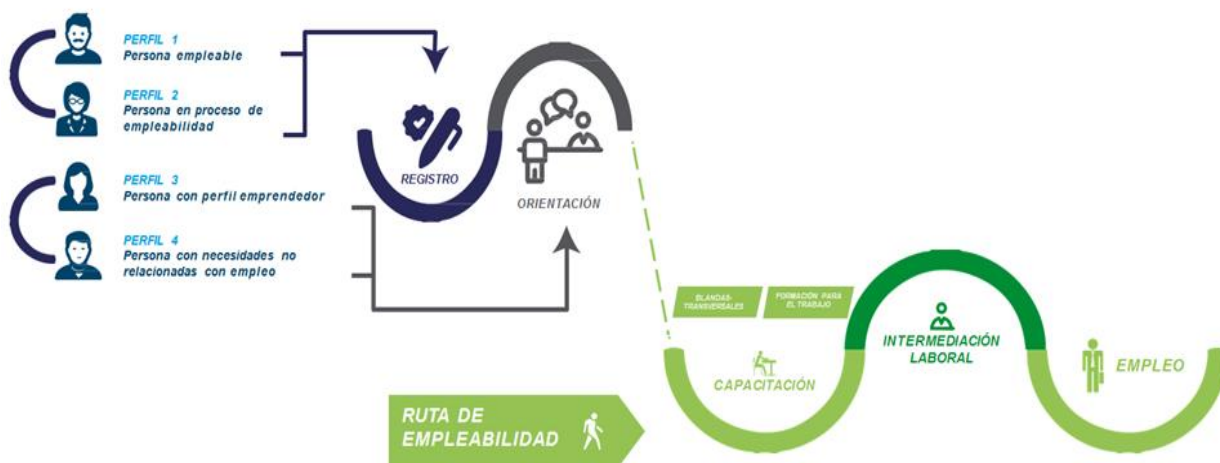 PERFIL 1
Persona empleable
PERFIL 2
Persona en proceso de
empleabilidad
PERFIL 3
Persona con perfil emprendedor
PERFIL 4
Persona con necesidades no
relacionadas con empleo
REGISTRO
ORIENTACIÓN
BLANDAS-
TRANSVERSALES
FORMACIÓN PARA
EL TRABAJO
CAPACITACIÓN
INTERMEDIACIÓN
LABORAL
EMPLEO
RUTA DE
EMPLEABILIDAD